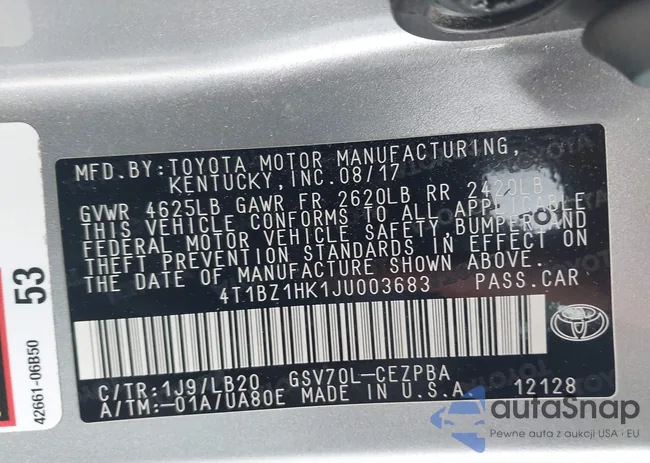 MFD.BY:TOYOTA MOTOR MANUFACTURING,
KENTUCKY, INC. 08/17
GVWR 4625LB GAWR FR 2620LB RR 2420LB
THIS VEHICLE CONFORMS TO ALL APPLICABLE
FEDERAL MOTOR VEHICLE SAFETY, BUMPER, AND
THEFT PREVENTION STANDARDS IN EFFECT ON
THE DATE OF MANUFACTURE SHOWN ABOVE.
4T1BZ1HK1JU003683 PASS.CAR
C/TR:1J9/LB20 GSV70L-CEZPBA
A/TM:-01A/UA80E MADE IN U.S.A. 12128
53
42661-06B50
autaSnap
Pewne auta z aukcji USA · EU